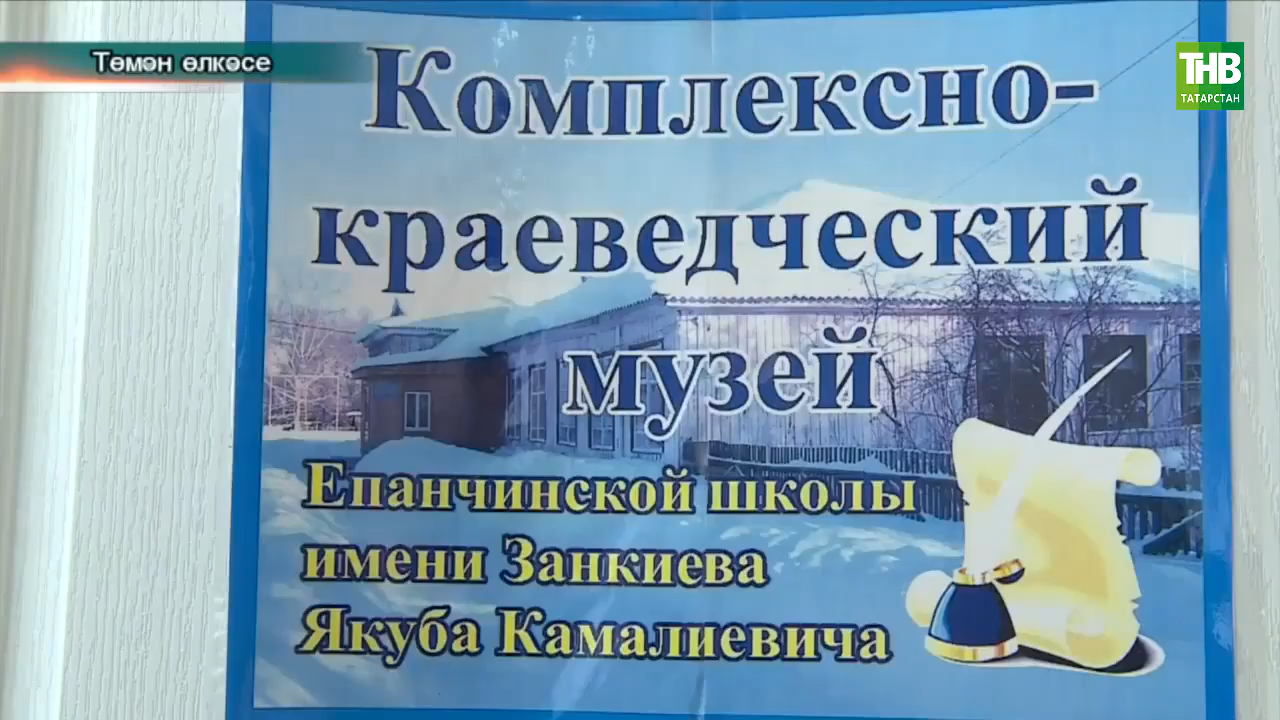 Төмән өлкәсе
ТНВ
ТАТАРСТАН
Комплексно-
краеведческий
музей
Епанчинской школы
имени Занкиева
Якуба Камалиевича